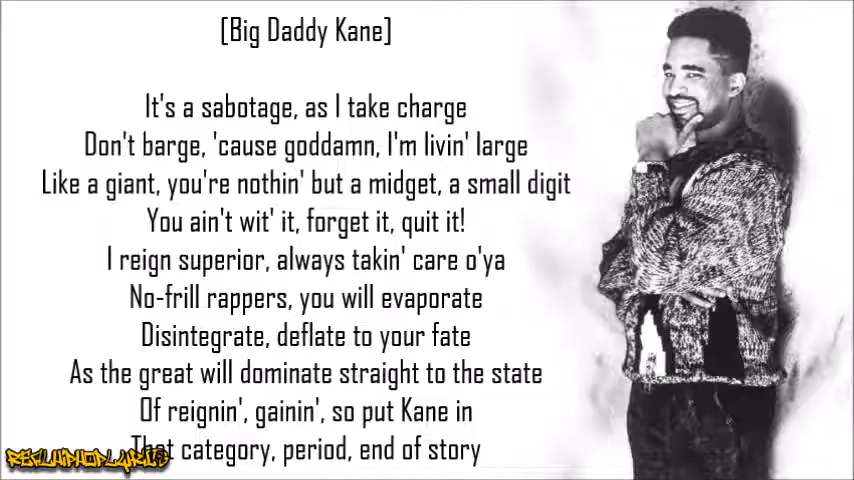 [Big Daddy Kane]
It's a sabotage, as I take charge
Don't barge, 'cause goddamn, I'm livin' large
Like a giant, you're nothin' but a midget, a small digit
You ain't wit' it, forget it, quit it!
I reign superior, always takin' care o'ya
No-frill rappers, you will evaporate
Disintegrate, deflate to your fate
As the great will dominate straight to the state
Of reignin', gainin', so put Kane in
That category, period, end of story
REALHIPHOPLYRICS